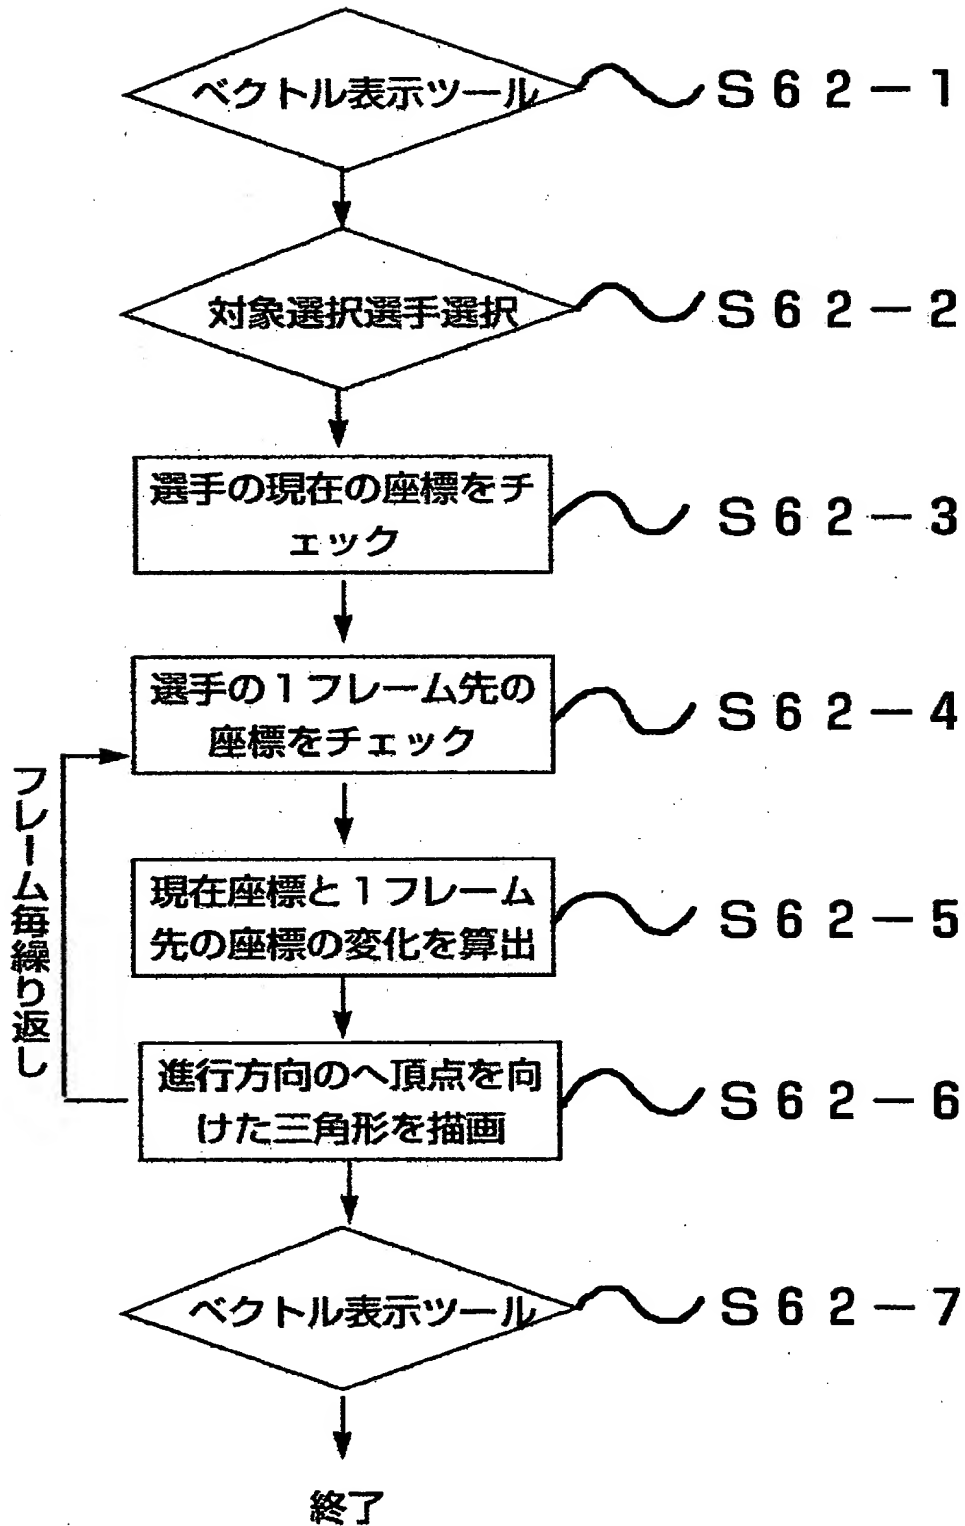 ベクトル表示ツール
S62-1
対象選択選手選択
S62-2
選手の現在の座標をチ
ェック
S62-3
選手の1フレーム先の
座標をチェック
S62-4
フレーム毎繰り返し
現在座標と1フレーム
先の座標の変化を算出
S62-5
進行方向のへ頂点を向
けた三角形を描画
S62-6
ベクトル表示ツール
S62-7
終了